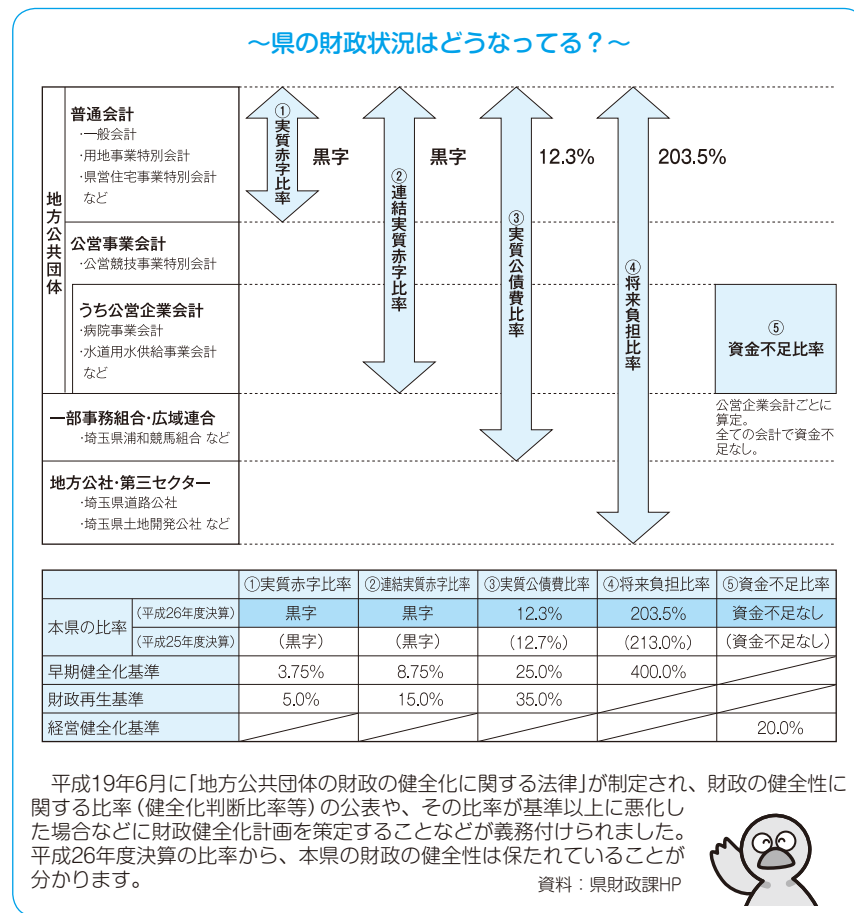 ～県の財政状況はどうなってる？～
地方公共団体
普通会計
・一般会計
・用地事業特別会計
・県営住宅事業特別会計
など
公営事業会計
・公営競技事業特別会計
うち公営企業会計
・病院事業会計
・水道用水供給事業会計
など
一部事務組合・広域連合
・埼玉県浦和競馬組合 など
地方公社・第三セクター
・埼玉県道路公社
・埼玉県土地開発公社 など
①実質赤字比率
黒字
②連結実質赤字比率
黒字
③実質公債費比率
12.3%
④将来負担比率
203.5%
⑤
資金不足比率
公営企業会計ごとに
算定。
全ての会計で資金不
足なし。
①実質赤字比率 ②連結実質赤字比率 ③実質公債費比率 ④将来負担比率 ⑤資金不足比率
本県の比率 (平成26年度決算) 黒字 黒字 12.3% 203.5% 資金不足なし
(平成25年度決算) (黒字) (黒字) (12.7%) (213.0%) (資金不足なし)
早期健全化基準 3.75% 8.75% 25.0% 400.0%
財政再生基準 5.0% 15.0% 35.0%
経営健全化基準 20.0%
平成19年6月に「地方公共団体の財政の健全化に関する法律」が制定され、財政の健全性に
関する比率（健全化判断比率等）の公表や、その比率が基準以上に悪化し
た場合などに財政健全化計画を策定することなどが義務付けられました。
平成26年度決算の比率から、本県の財政の健全性は保たれていることが
分かります。
資料：県財政課HP